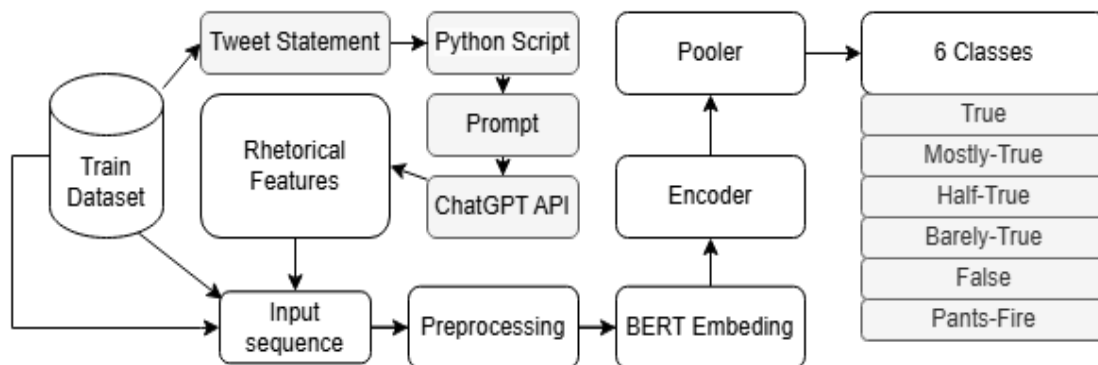 Tweet Statement
Python Script
Pooler
6 Classes
Train
Dataset
Rhetorical
Features
Prompt
ChatGPT API
Encoder
True
Mostly-True
Half-True
Barely-True
False
Pants-Fire
Input
sequence
Preprocessing
BERT Embeding